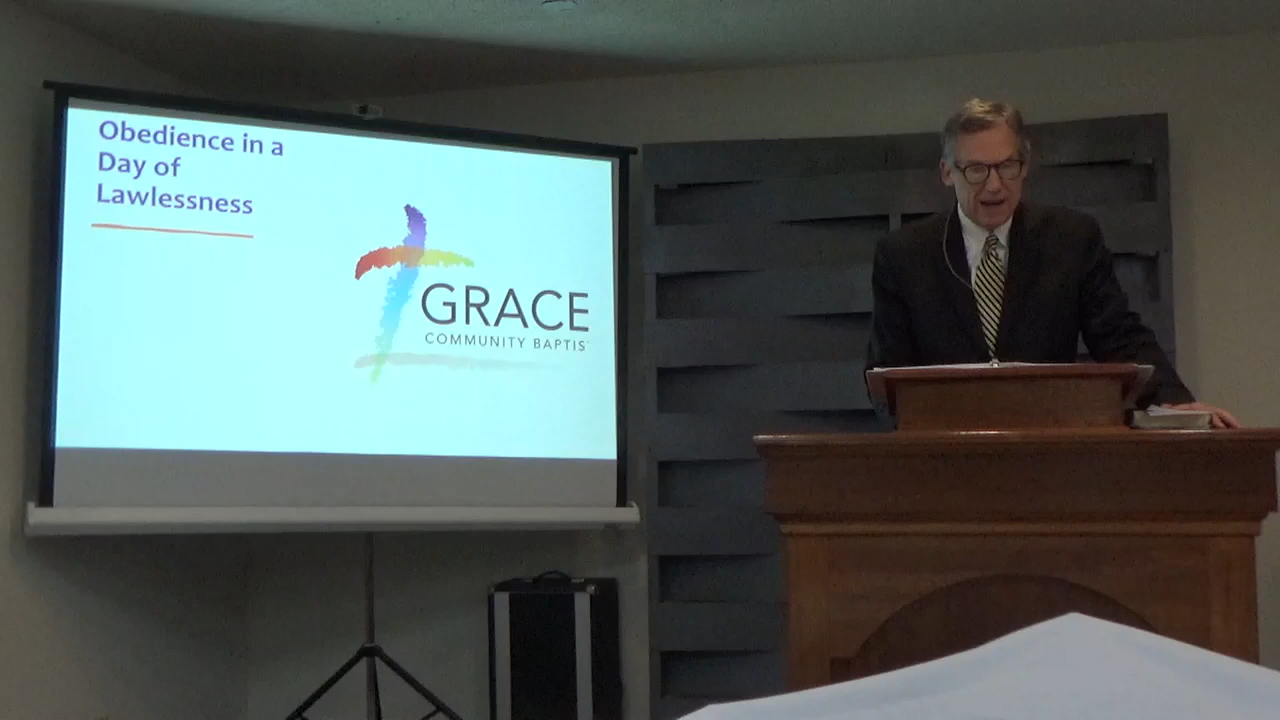 Obedience in a
Day of
Lawlessness
GRACE
COMMUNITY BAPTIS